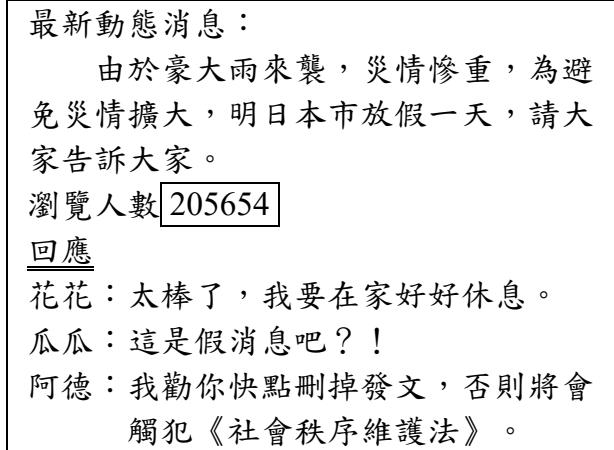 最新動態消息：
由於豪大雨來襲，災情慘重，為避
免災情擴大，明日本市放假一天，請大
家告訴大家。
瀏覽人數 205654
回應
花花：太棒了，我要在家好好休息。
瓜瓜：這是假消息吧？！
阿德：我勸你快點刪掉發文，否則將會
觸犯《社會秩序維護法》。